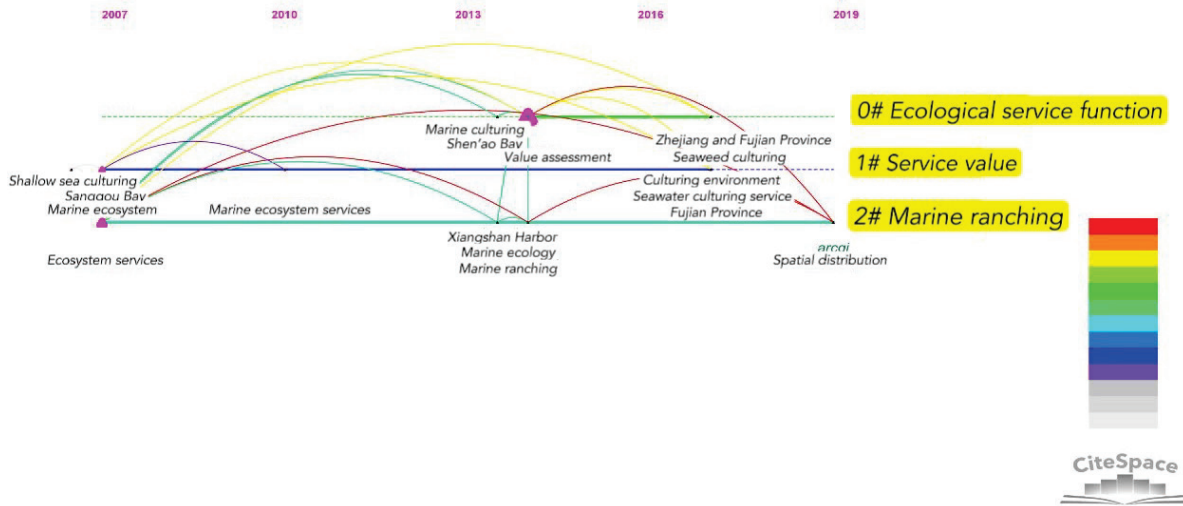 2007 2010 2013 2016 2019
0# Ecological service function
Marine culturing
Shen'ao Bay
Zhejiang and Fujian Province
Value assessment
Seaweed culturing
1# Service value
Shallow sea culturing
Sanggou Bay
Marine ecosystem
Marine ecosystem services
Culturing environment
Seawater culturing service
Fujian Province
2# Marine ranching
Xiangshan Harbor
Marine ecology
Marine ranching
arcgi
Ecosystem services
Spatial distribution
CiteSpace